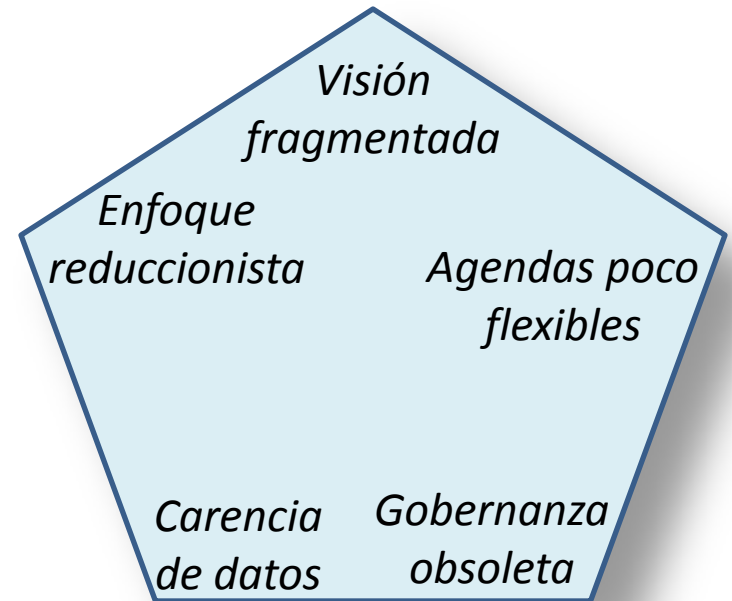 Visión
fragmentada
Enfoque
reduccionista
Agendas poco
flexibles
Carencia
de datos
Gobernanza
obsoleta